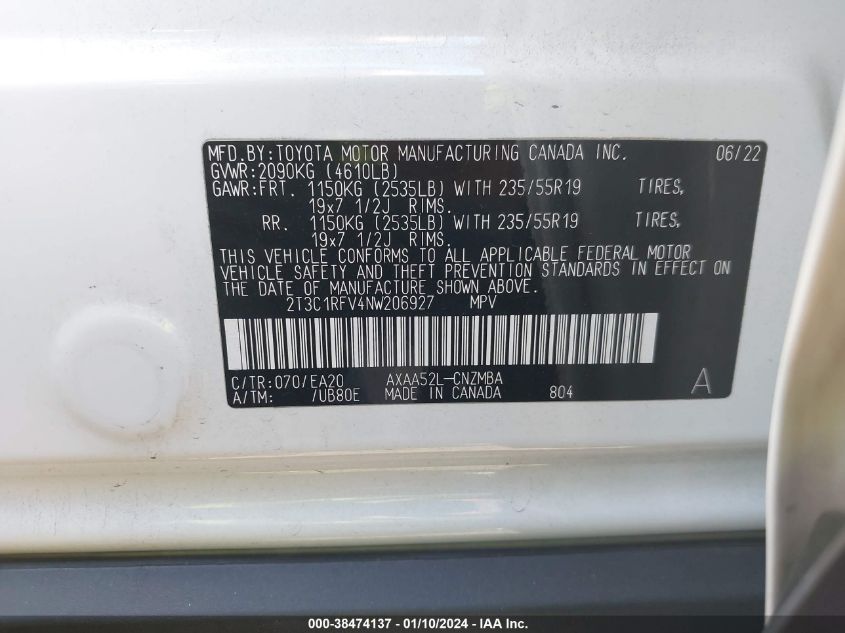 MFD.BY:TOYOTA MOTOR MANUFACTURING CANADA INC. 06/22
GVWR:2090KG (4610LB)
GAWR:FRT. 1150KG (2535LB) WITH 235/55R19 TIRES,
19x7 1/2J RIMS.
RR. 1150KG (2535LB) WITH 235/55R19 TIRES,
19x7 1/2J RIMS.
THIS VEHICLE CONFORMS TO ALL APPLICABLE FEDERAL MOTOR
VEHICLE SAFETY AND THEFT PREVENTION STANDARDS IN EFFECT ON
THE DATE OF MANUFACTURE SHOWN ABOVE.
2T3C1RFV4NW206927 MPV
C/TR:070/EA20 AXAA52L-CNZMBA A
A/TM: /UB80E MADE IN CANADA 804
000-38474137 - 01/10/2024 - IAA Inc.